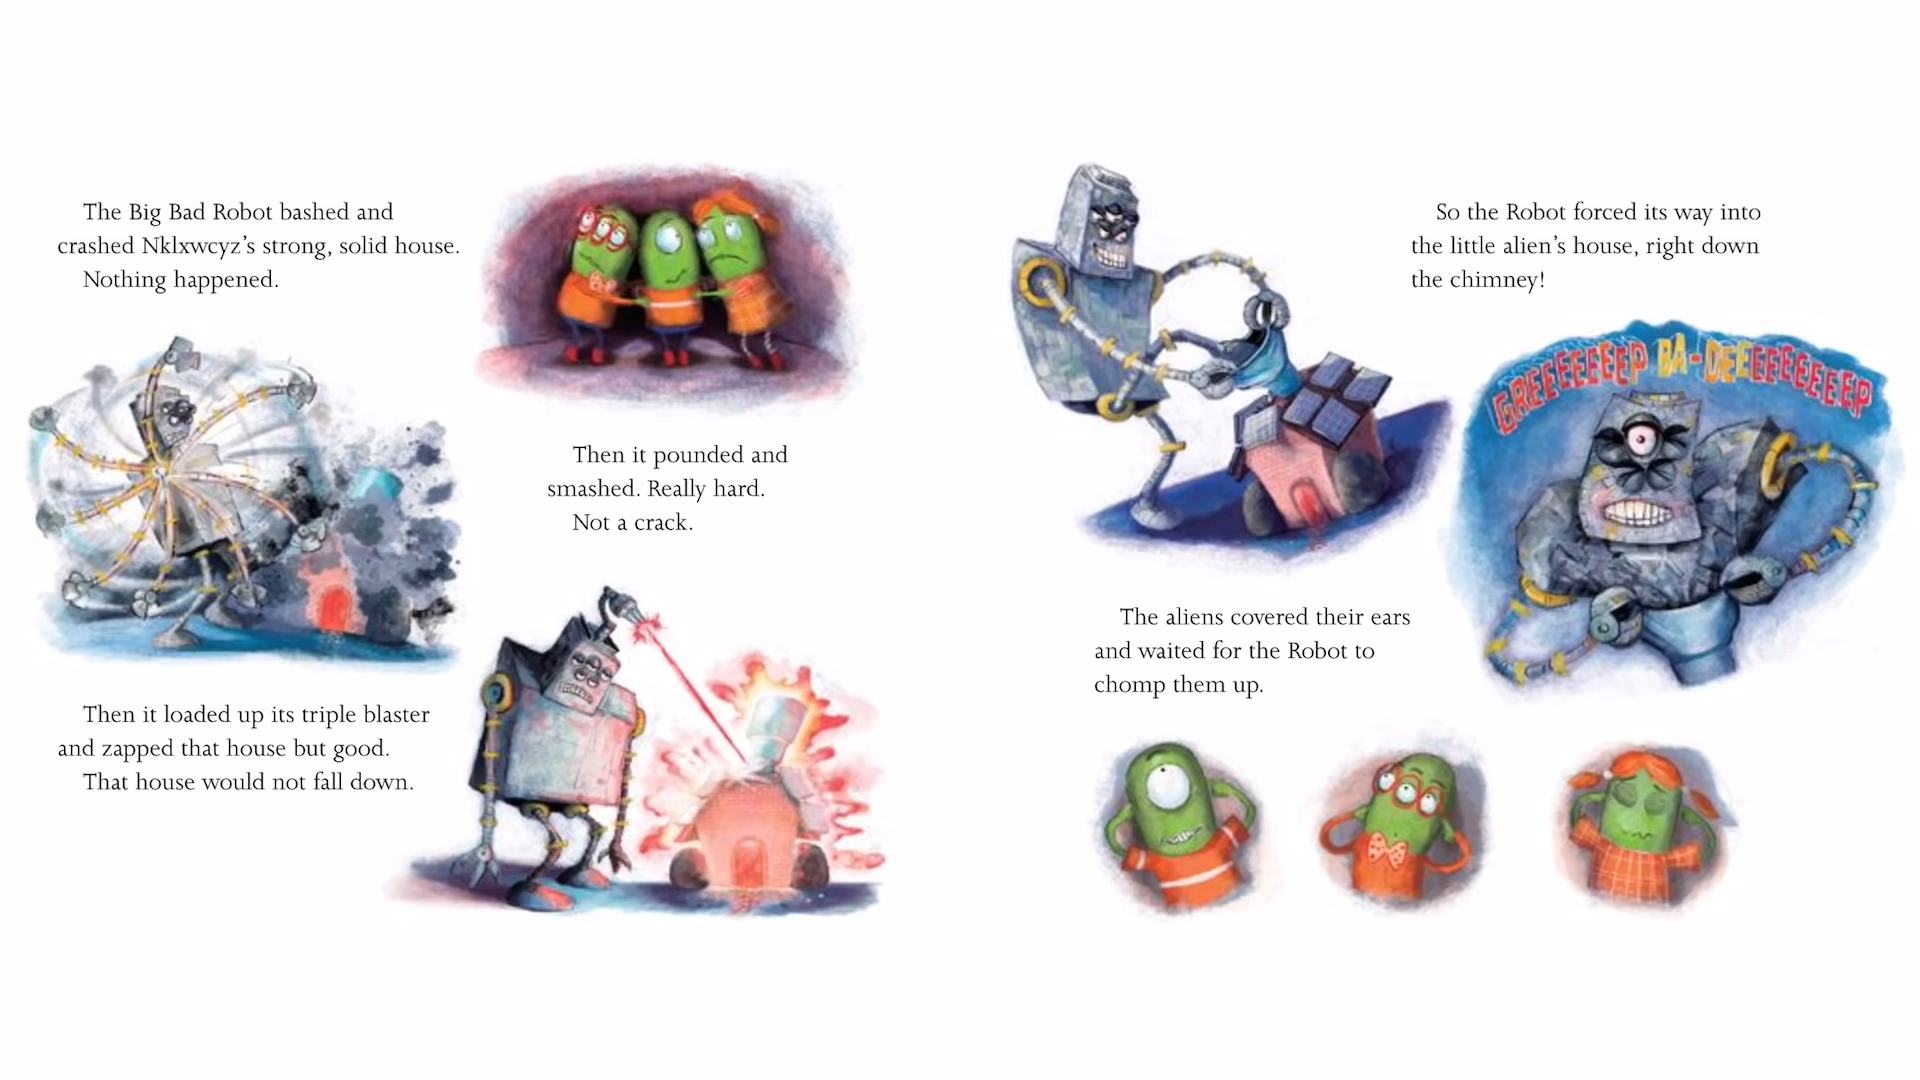 The Big Bad Robot bashed and
crashed Nklxwcyz's strong, solid house.
Nothing happened.
Then it pounded and
smashed. Really hard.
Not a crack.
Then it loaded up its triple blaster
and zapped that house but good.
That house would not fall down.
So the Robot forced its way into
the little alien's house, right down
the chimney!
GREEEEEEEP BA-DEEEEEEEEEEP
The aliens covered their ears
and waited for the Robot to
chomp them up.